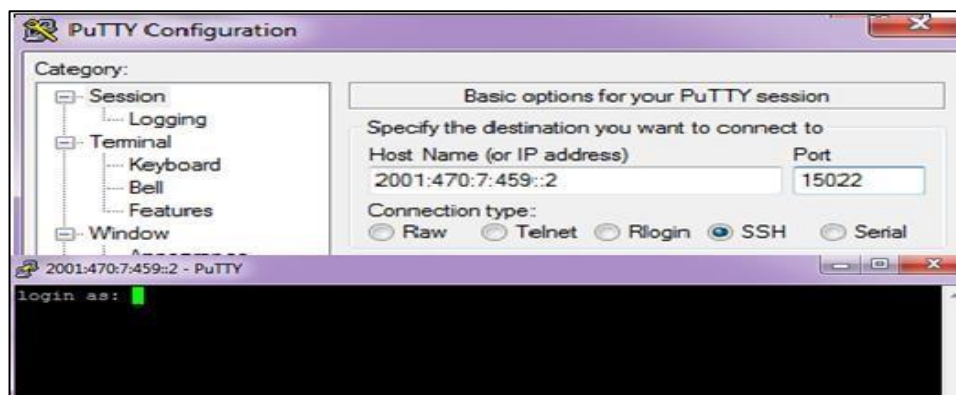 PuTTY Configuration
Category:
Session
Logging
Terminal
Keyboard
Bell
Features
Window
Appearance
Basic options for your PuTTY session
Specify the destination you want to connect to
Host Name (or IP address)
Port
2001:470:7:459::2
15022
Connection type:
Raw Telnet Rlogin SSH Serial
2001:470:7:459::2 - PuTTY
login as: